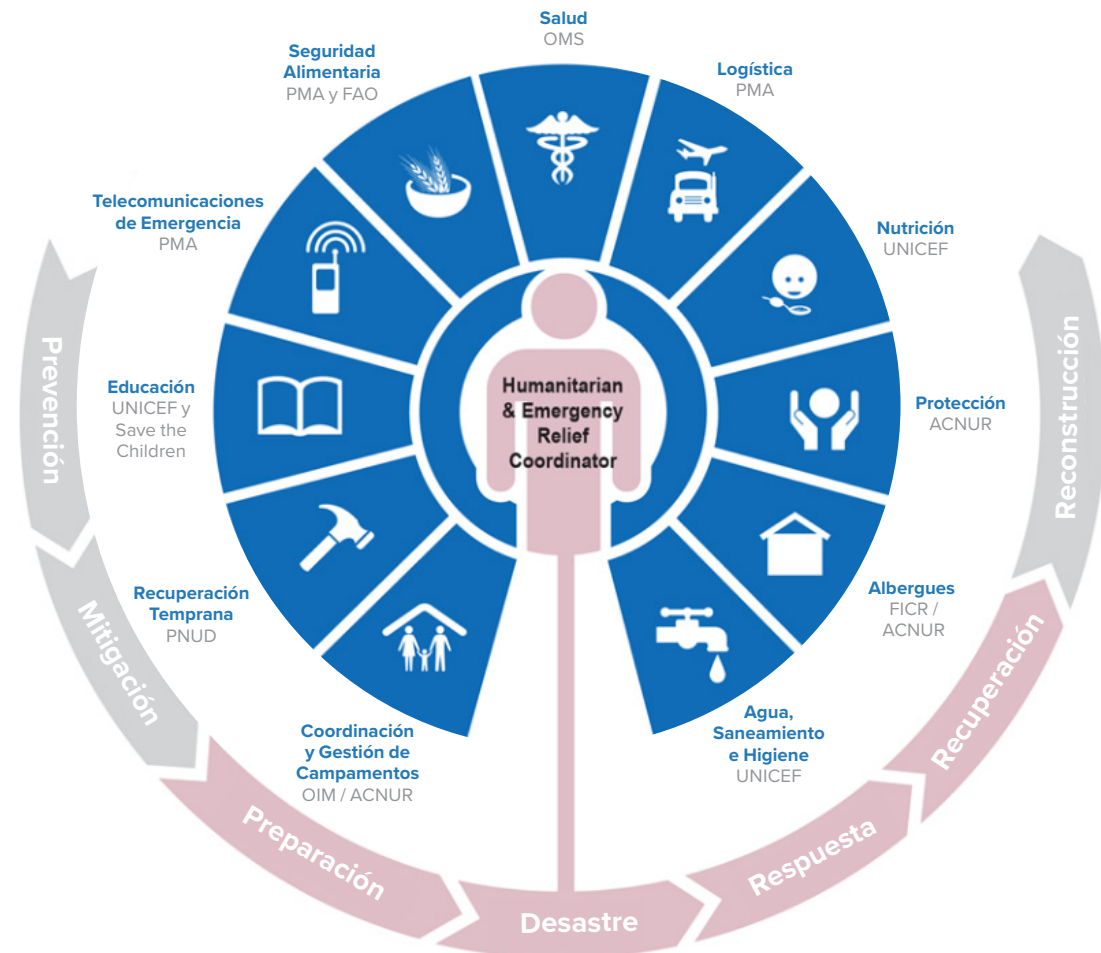 Salud
OMS
Logística
PMA
Nutrición
UNICEF
Protección
ACNUR
Albergues
FICR /
ACNUR
Agua,
Saneamiento
e Higiene
UNICEF
Coordinación
y Gestión de
Campamentos
OIM / ACNUR
Recuperación
Temprana
PNUD
Educación
UNICEF y
Save the
Children
Telecomunicaciones
de Emergencia
PMA
Seguridad
Alimentaria
PMA y FAO
Humanitarian
& Emergency
Relief
Coordinator
Prevención
Mitigación
Preparación
Desastre
Respuesta
Recuperación
Reconstrucción